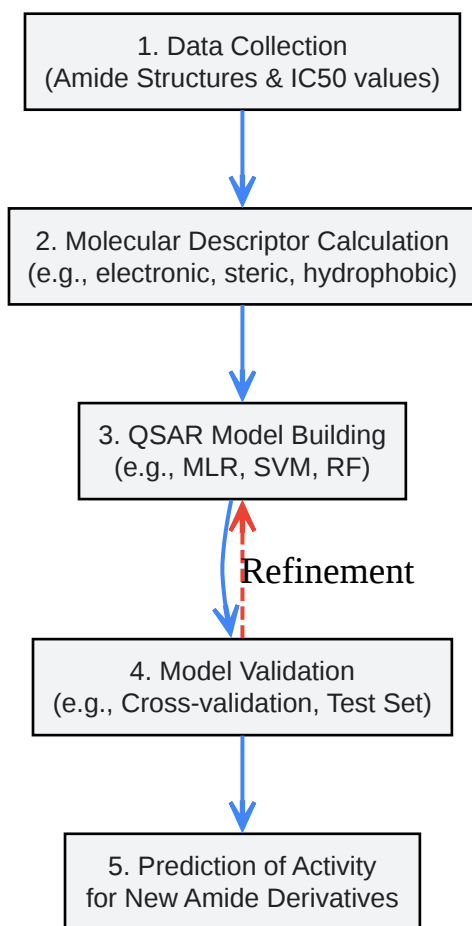 1. Data Collection
(Amide Structures & IC50 values)
2. Molecular Descriptor Calculation
(e.g., electronic, steric, hydrophobic)
3. QSAR Model Building
(e.g., MLR, SVM, RF)
Refinement
4. Model Validation
(e.g., Cross-validation, Test Set)
5. Prediction of Activity
for New Amide Derivatives